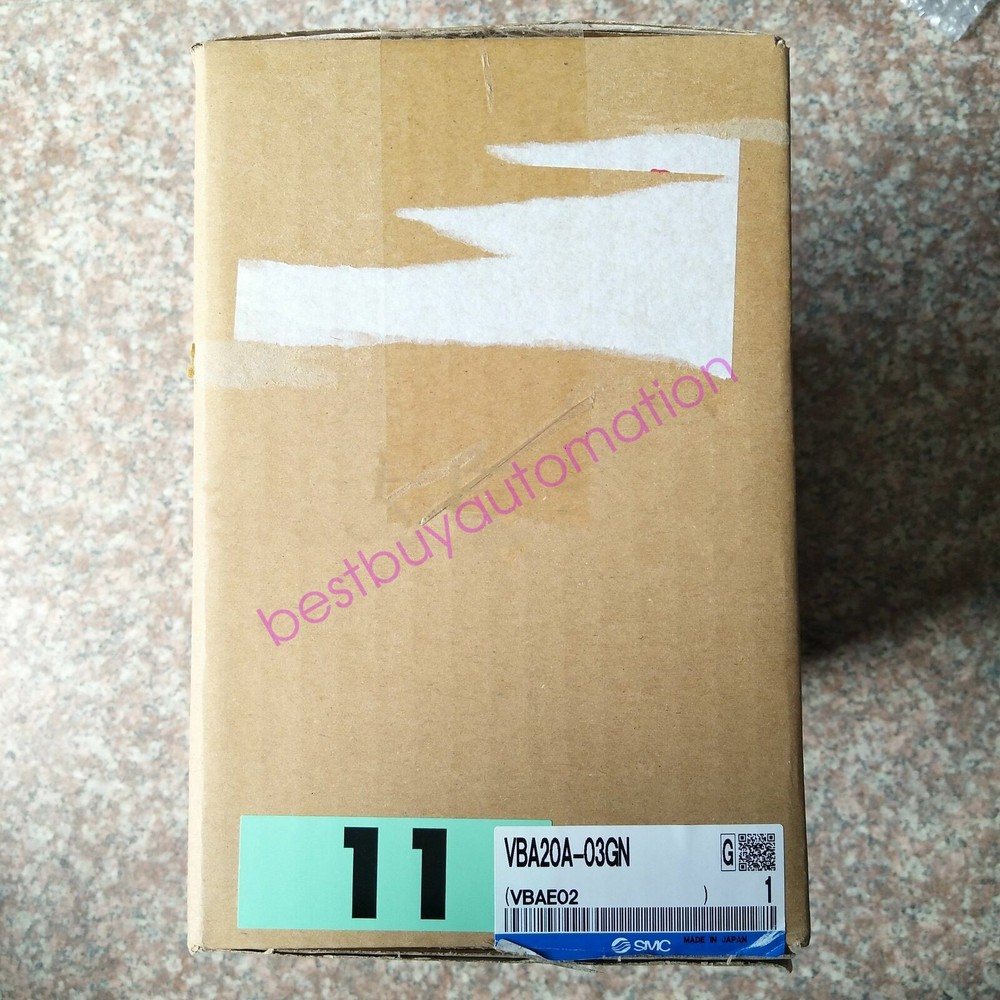 bestbuyautomation
11
VBA20A-03GN
G
(VBAE02 )
1
SMC MADE IN JAPAN